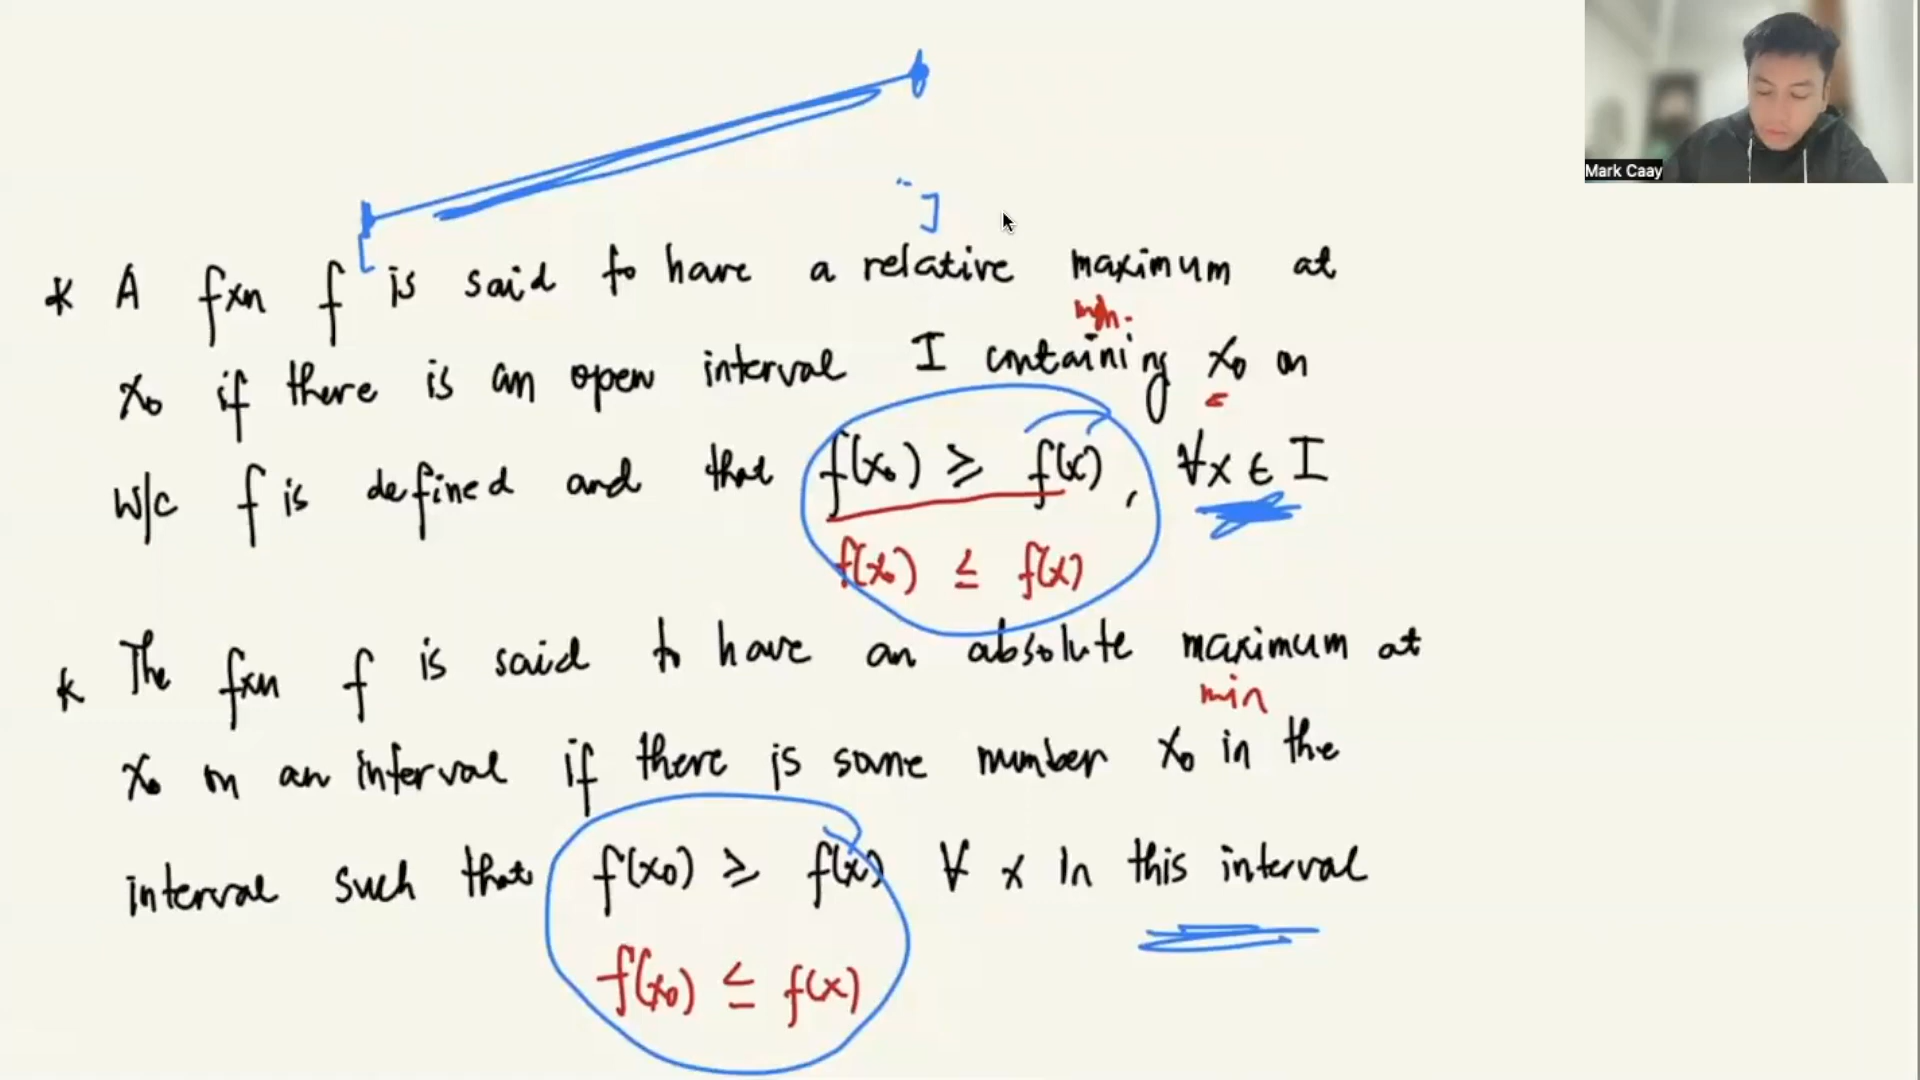 Mark Caay
* A fxn f is said to have a relative maximum at
min.
x₀ if there is an open interval I containing x₀ on
w/c f is defined and that f(x₀) ≥ f(x), ∀x ∈ I
f(x₀) ≤ f(x)
* The fxn f is said to have an absolute maximum at
min
x₀ on an interval if there is some number x₀ in the
interval such that f(x₀) ≥ f(x) ∀ x in this interval
f(x₀) ≤ f(x)